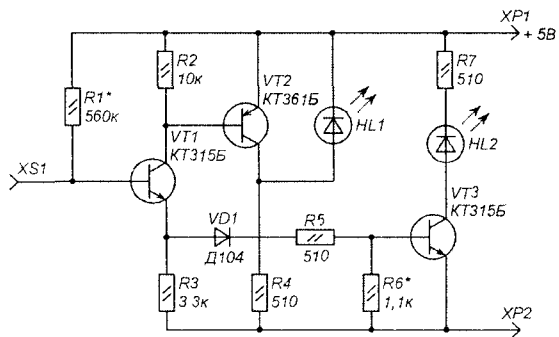 XP1
+ 5В
R2
10к
R7
510
VT2
КТ361Б
R1*
560к
HL1
HL2
VT1
КТ315Б
XS1
VT3
КТ315Б
VD1
Д104
R5
510
R3
3 3к
R4
510
R6*
1,1к
XP2